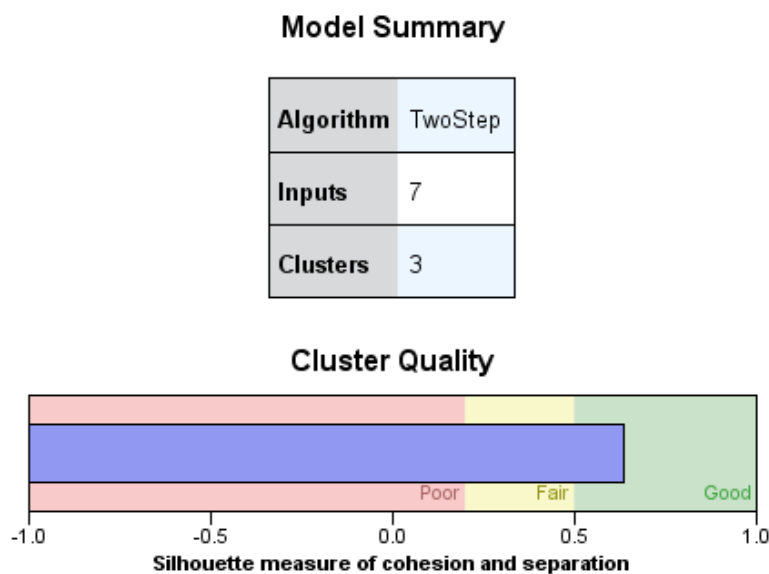 Model Summary
Algorithm TwoStep
Inputs 7
Clusters 3
Cluster Quality
Poor Fair Good
-1.0 -0.5 0.0 0.5 1.0
Silhouette measure of cohesion and separation